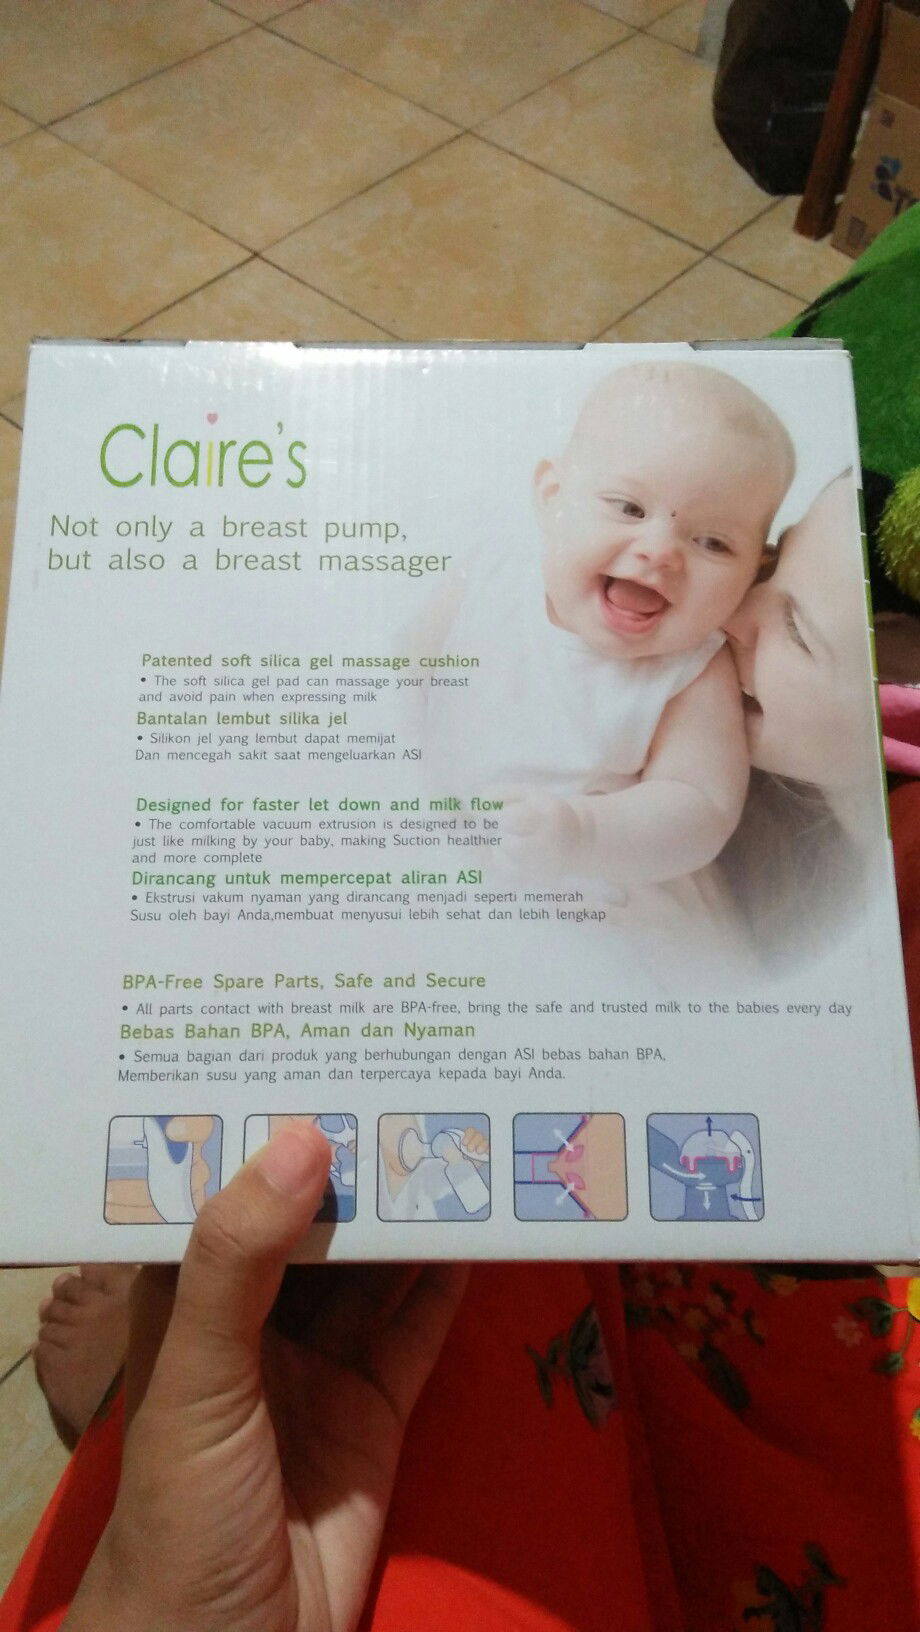 Claire's
Not only a breast pump,
but also a breast massager
Patented soft silica gel massage cushion
• The soft silica gel pad can massage your breast
and avoid pain when expressing milk
Bantalan lembut silika jel
• Silikon jel yang lembut dapat memijat
Dan mencegah sakit saat mengeluarkan ASI
Designed for faster let down and milk flow
• The comfortable vacuum extrusion is designed to be
just like milking by your baby, making Suction healthier
and more complete
Dirancang untuk mempercepat aliran ASI
• Ekstrusi vakum nyaman yang dirancang menjadi seperti memerah
Susu oleh bayi Anda,membuat menyusui lebih sehat dan lebih lengkap
BPA-Free Spare Parts, Safe and Secure
• All parts contact with breast milk are BPA-free, bring the safe and trusted milk to the babies every day
Bebas Bahan BPA, Aman dan Nyaman
• Semua bagian dari produk yang berhubungan dengan ASI bebas bahan BPA,
Memberikan susu yang aman dan terpercaya kepada bayi Anda.